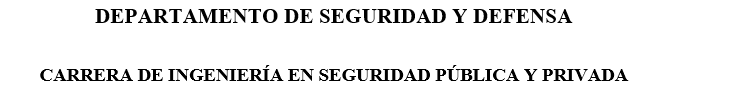 DEPARTAMENTO DE SEGURIDAD Y DEFENSA
CARRERA DE INGENIERÍA EN SEGURIDAD PÚBLICA Y PRIVADA